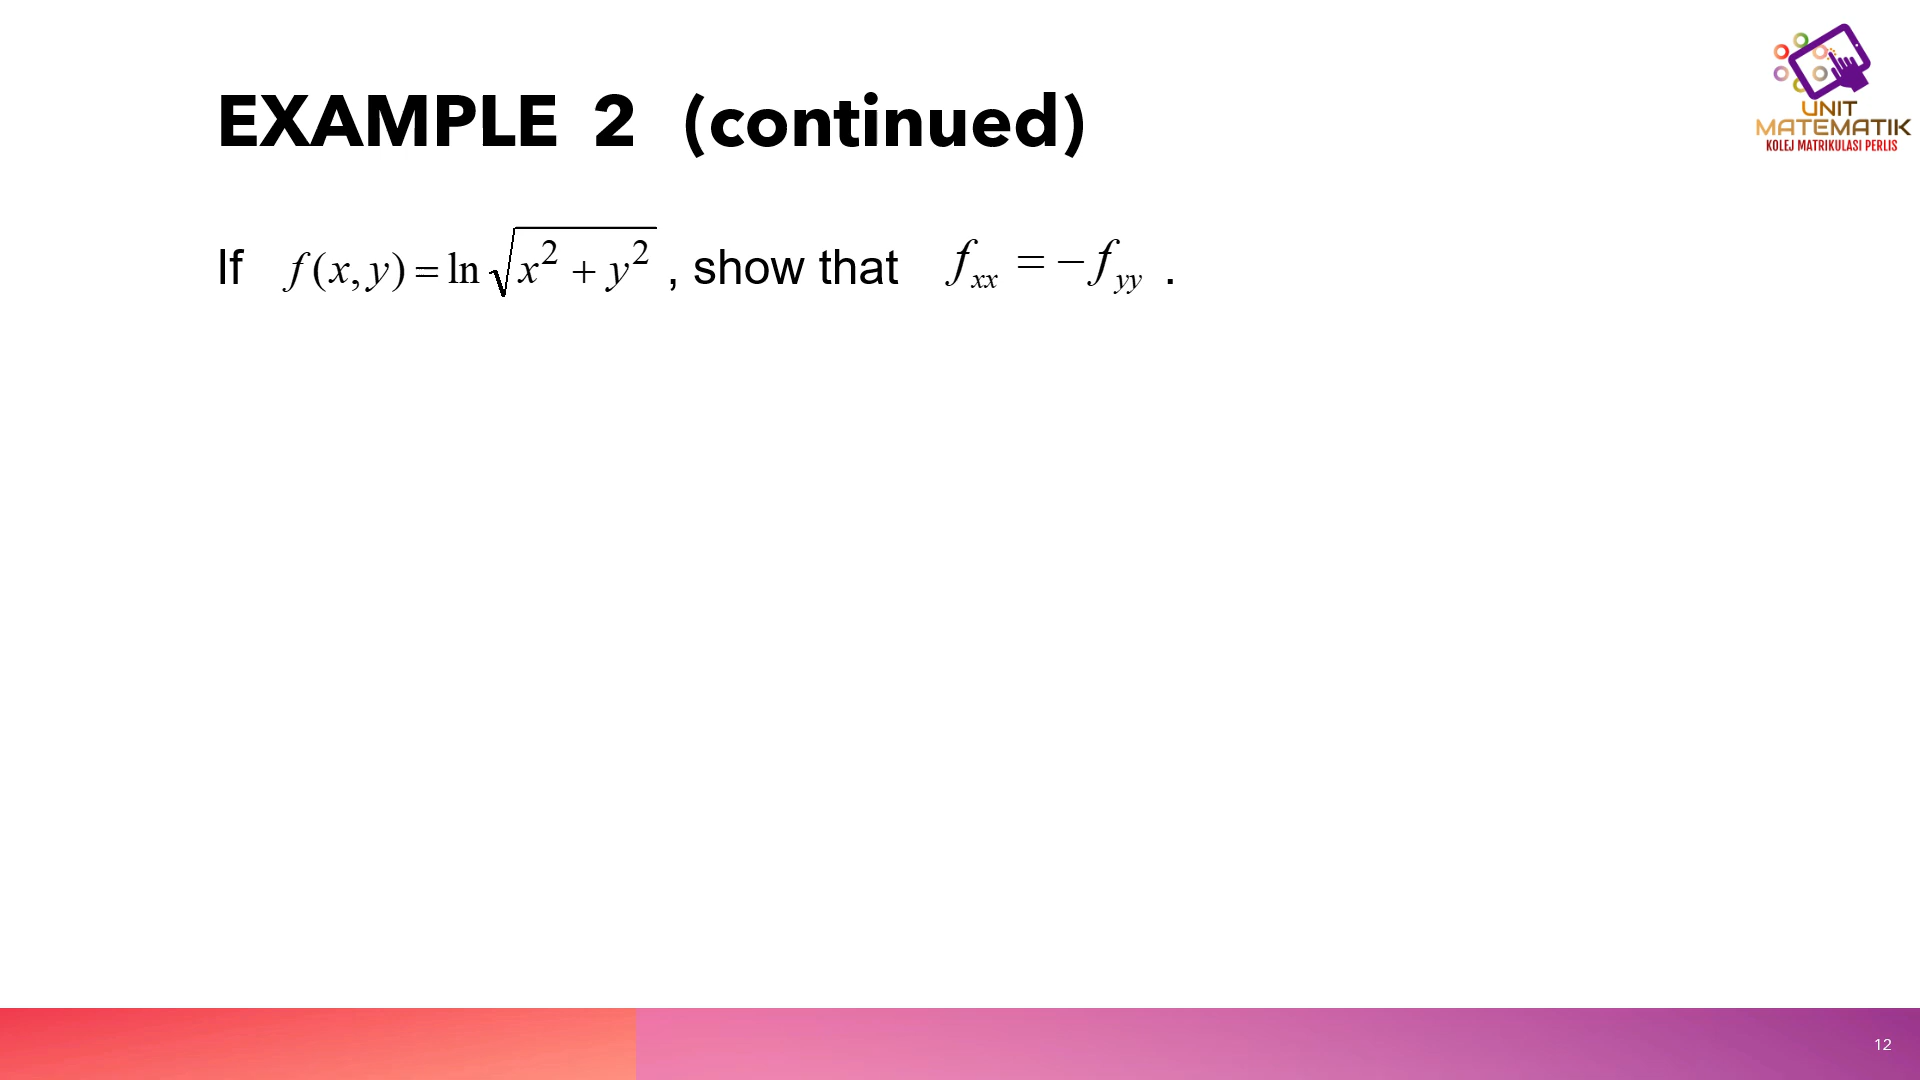 EXAMPLE 2 (continued)
UNIT
MATEMATIK
KOLEJ MATRIKULASI PERLIS
If f(x,y)=ln√(x²+y²) , show that f_xx = −f_yy .
12